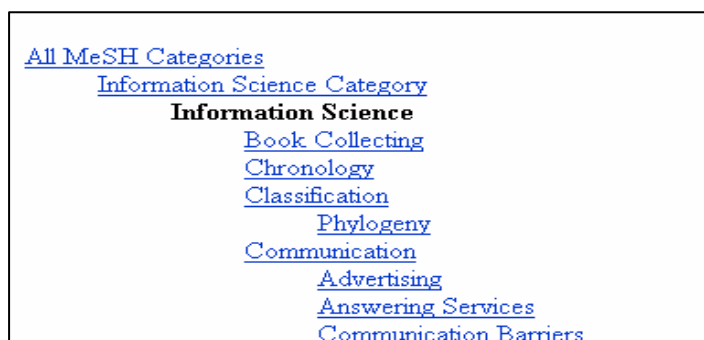 All MeSH Categories
Information Science Category
Information Science
Book Collecting
Chronology
Classification
Phylogeny
Communication
Advertising
Answering Services
Communication Barriers